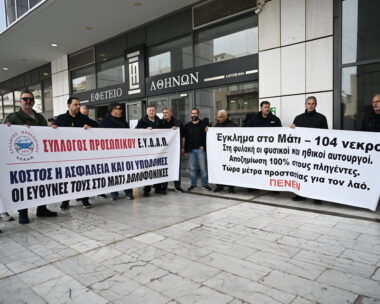 ΕΦΕΤΕΙΟ
ΑΘΗΝΩΝ
ΣΥΛΛΟΓΟΣ ΠΡΟΣΩΠΙΚΟΥ Ε.Υ.Δ.Α.Π.
ΚΟΣΤΟΣ Η ΑΣΦΑΛΕΙΑ ΚΑΙ ΟΙ ΥΠΟΔΟΜΕΣ
ΟΙ ΕΥΘΥΝΕΣ ΤΟΥΣ ΣΤΟ ΜΑΤΙ ΔΟΛΟΦΟΝΙΚΕΣ
Έγκλημα στο Μάτι – 104 νεκρο
Στη φυλακή οι φυσικοί και ηθικοί αυτουργοί.
Αποζημίωση 100% στους πληγέντες.
Τώρα μέτρα προστασίας για τον λαό.
ΠΕΝΕΝ